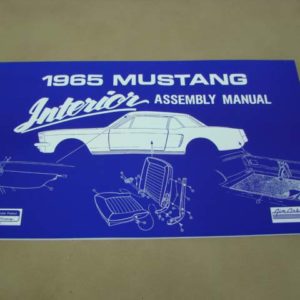 1965 MUSTANG
Interior ASSEMBLY MANUAL